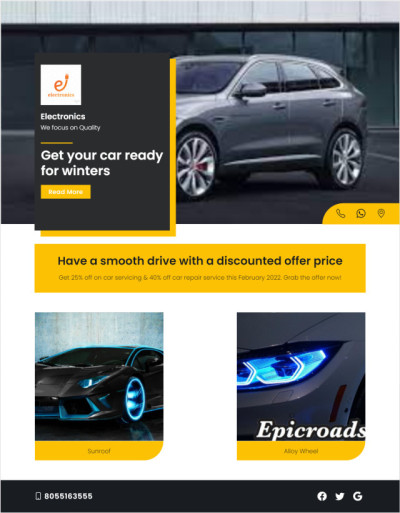 electronics
Electronics
We focus on Quality
Get your car ready
for winters
Read More
Have a smooth drive with a discounted offer price
Get 25% off on car servicing & 40% off car repair service this February 2022. Grab the offer now!
Sunroof
Epicroads
Alloy Wheel
8055163555